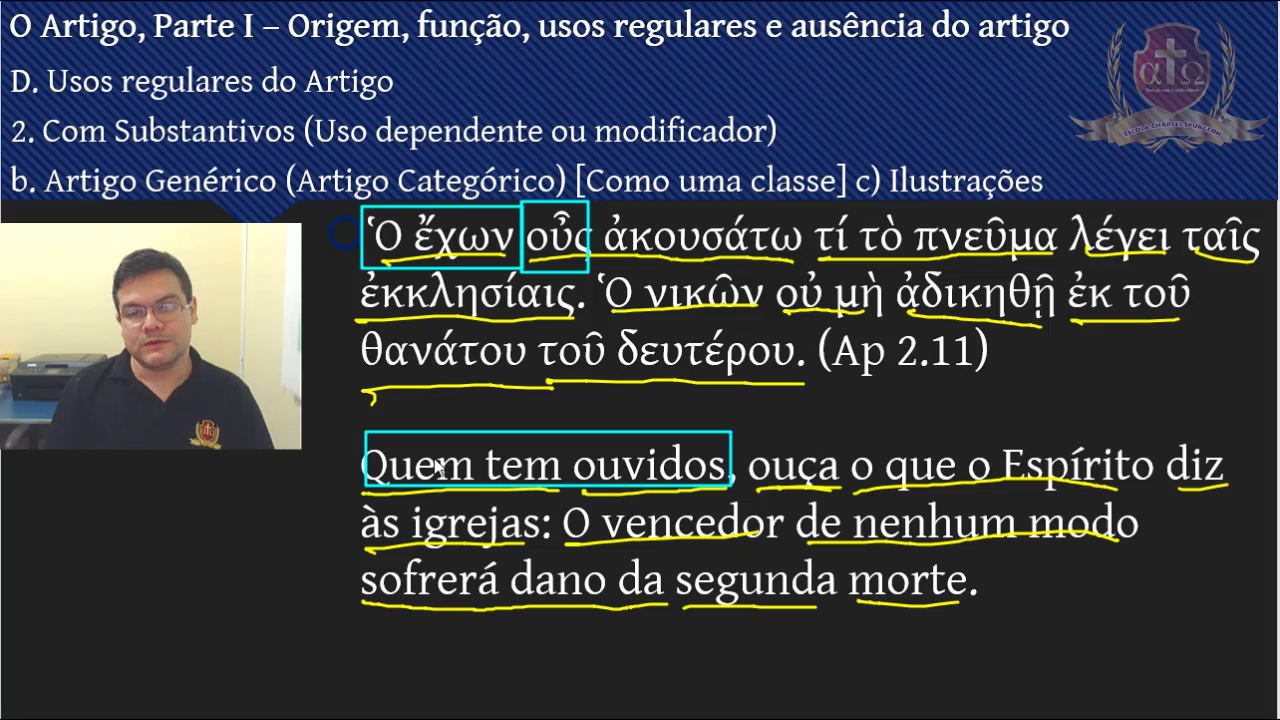 O Artigo, Parte I – Origem, função, usos regulares e ausência do artigo
D. Usos regulares do Artigo
2. Com Substantivos (Uso dependente ou modificador)
b. Artigo Genérico (Artigo Categórico) [Como uma classe] c) Ilustrações
α Ω
ESCOLA CHARLES SPURGEON
Ὁ ἔχων οὖς ἀκουσάτω τί τὸ πνεῦμα λέγει ταῖς
ἐκκλησίαις. Ὁ νικῶν οὐ μὴ ἀδικηθῇ ἐκ τοῦ
θανάτου τοῦ δευτέρου. (Ap 2.11)
Quem tem ouvidos, ouça o que o Espírito diz
às igrejas: O vencedor de nenhum modo
sofrerá dano da segunda morte.